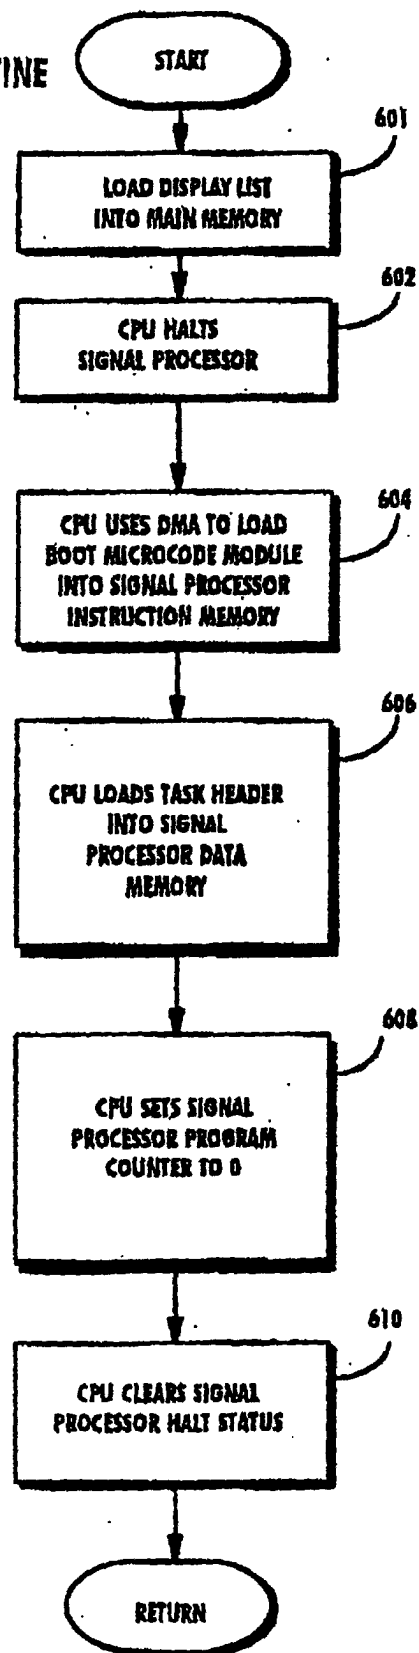 START
TINE
601
LOAD DISPLAY LIST
INTO MAIN MEMORY
602
CPU HALTS
SIGNAL PROCESSOR
604
CPU USES DMA TO LOAD
BOOT MICROCODE MODULE
INTO SIGNAL PROCESSOR
INSTRUCTION MEMORY
606
CPU LOADS TASK HEADER
INTO SIGNAL
PROCESSOR DATA
MEMORY
608
CPU SETS SIGNAL
PROCESSOR PROGRAM
COUNTER TO 0
610
CPU CLEARS SIGNAL
PROCESSOR HALT STATUS
RETURN